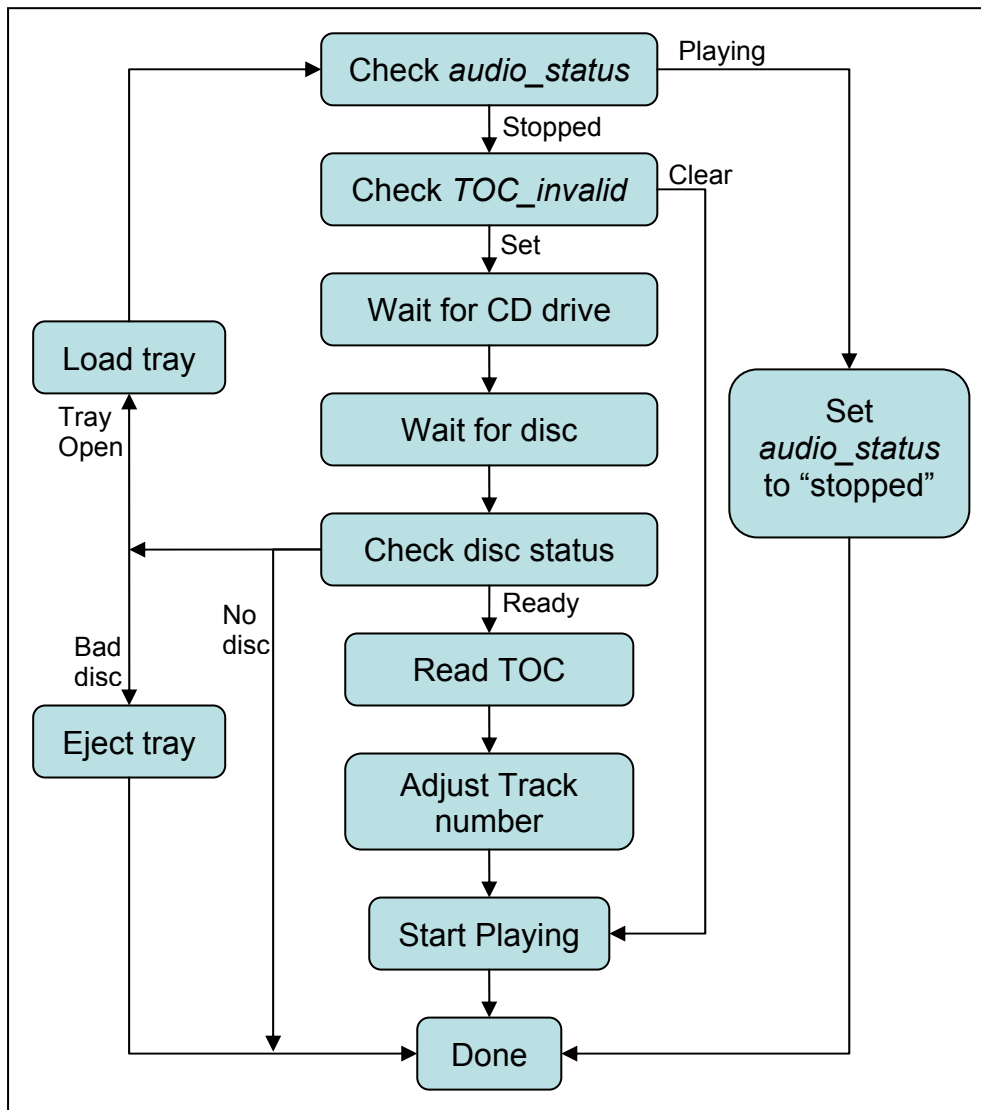 Check audio_status
Playing
Stopped
Check TOC_invalid
Clear
Set
Wait for CD drive
Load tray
Tray
Open
Wait for disc
Set
audio_status
to “stopped”
Check disc status
Ready
No
disc
Bad
disc
Read TOC
Eject tray
Adjust Track
number
Start Playing
Done